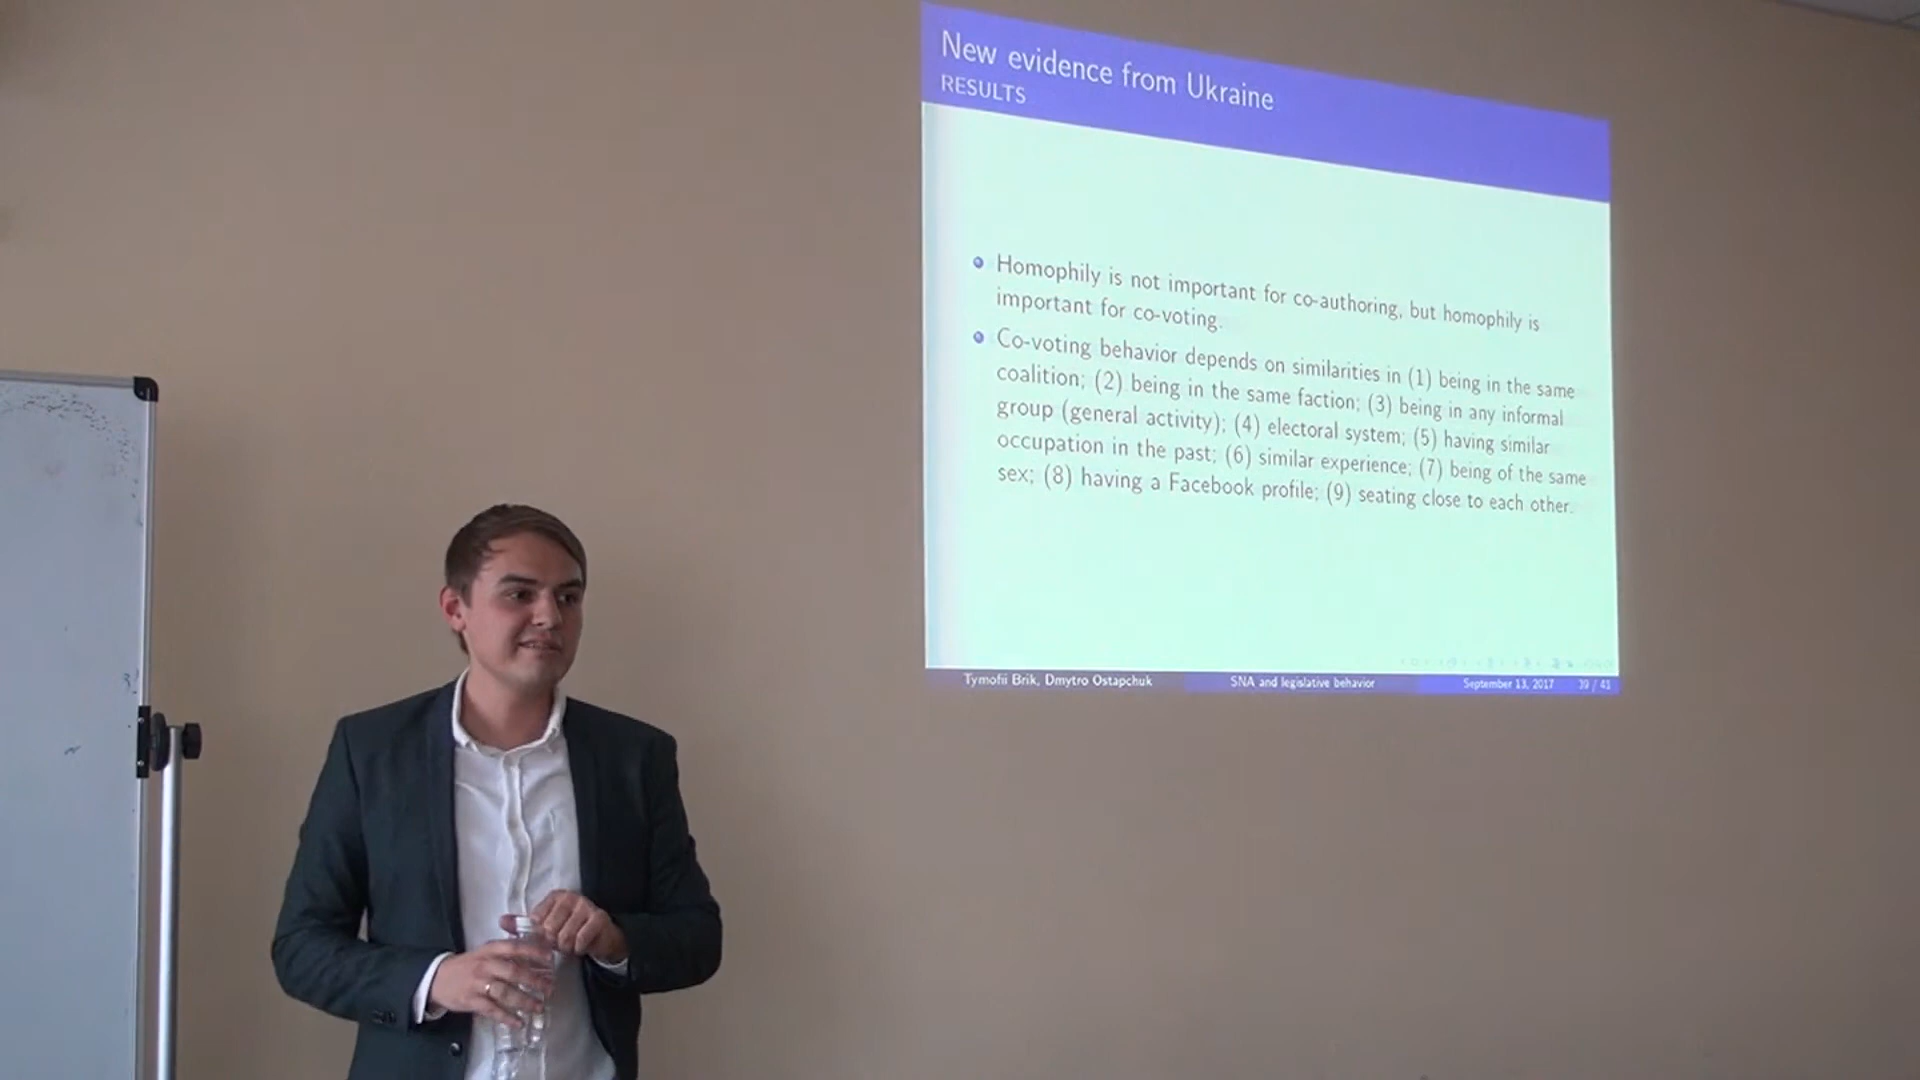 New evidence from Ukraine
RESULTS
Homophily is not important for co-authoring, but homophily is
important for co-voting.
Co-voting behavior depends on similarities in (1) being in the same
coalition; (2) being in the same faction; (3) being in any informal
group (general activity); (4) electoral system; (5) having similar
occupation in the past; (6) similar experience; (7) being of the same
sex; (8) having a Facebook profile; (9) seating close to each other.
Tymofii Brik, Dmytro Ostapchuk SNA and legislative behavior September 13, 2017 39 / 41